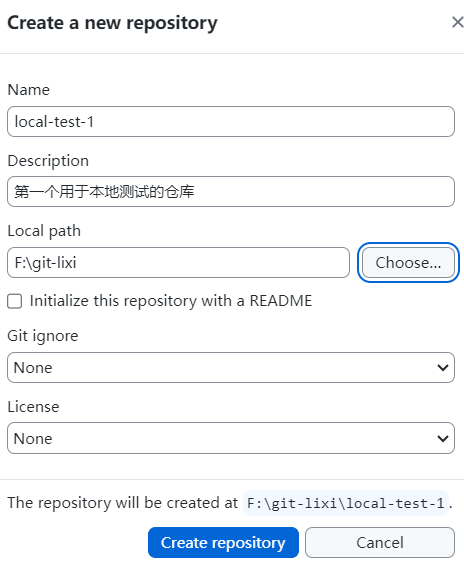 Create a new repository
Name
local-test-1
Description
第一个用于本地测试的仓库
Local path
F:\git-lixi
Choose...
Initialize this repository with a README
Git ignore
None
License
None
The repository will be created at F:\git-lixi\local-test-1.
Create repository
Cancel